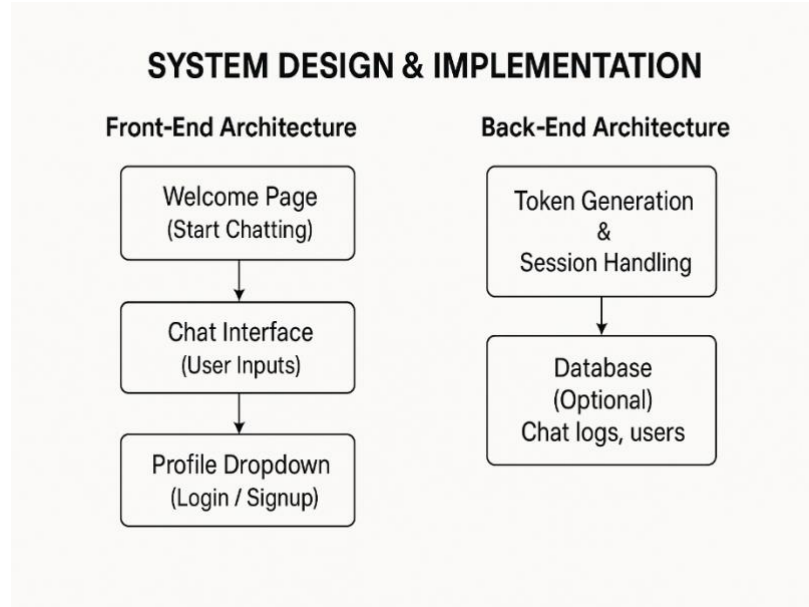 SYSTEM DESIGN & IMPLEMENTATION
Front-End Architecture
Welcome Page
(Start Chatting)
Chat Interface
(User Inputs)
Profile Dropdown
(Login / Signup)
Back-End Architecture
Token Generation
&
Session Handling
Database
(Optional)
Chat logs, users